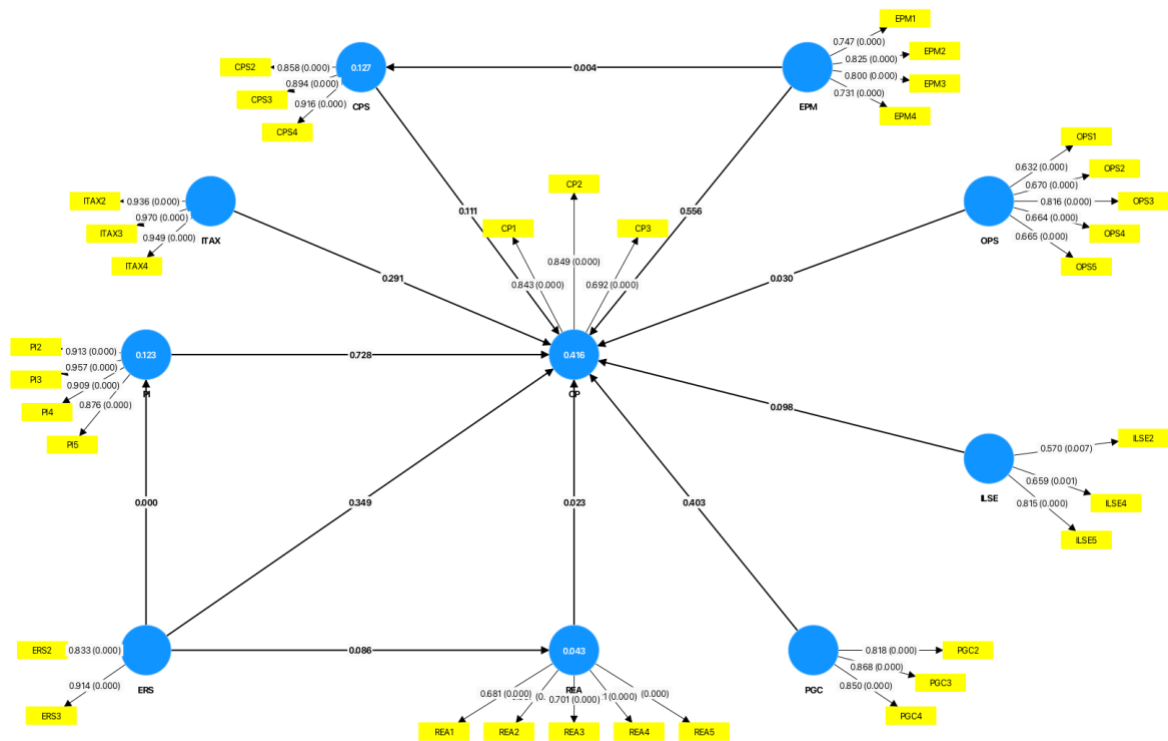 EPM1
0.747 (0.000)
CPS2
0.858 (0.000)
0.127
0.004
0.825 (0.000)
EPM2
0.894 (0.000)
0.800 (0.000)
EPM3
CPS3
0.916 (0.000)
0.731 (0.000)
CPS
EPM
EPM4
CPS4
OPS1
0.632 (0.000)
OPS2
CP2
0.670 (0.000)
ITAX2
0.936 (0.000)
0.816 (0.000)
OPS3
0.970 (0.000)
0.111
0.556
0.664 (0.000)
ITAX3
CP1
CP3
OPS4
0.949 (0.000)
ITAX
0.665 (0.000)
OPS
ITAX4
0.849 (0.000)
OPS5
0.291
0.843 (0.000)
0.692 (0.000)
0.030
PI2
0.913 (0.000)
0.123
0.728
0.416
0.957 (0.000)
PI3
0.909 (0.000)
PI
CP
0.876 (0.000)
PI4
0.098
PI5
ILSE2
0.570 (0.007)
0.659 (0.001)
ILSE
0.815 (0.000)
ILSE4
0.000
0.349
0.023
0.403
ILSE5
ERS2
0.833 (0.000)
0.086
0.043
0.818 (0.000)
PGC2
0.868 (0.000)
0.914 (0.000)
ERS
REA
PGC
0.850 (0.000)
PGC3
0.681 (0.000)
0.701 (0.000)
(0.000)
ERS3
PGC4
REA1
REA2
REA3
REA4
REA5